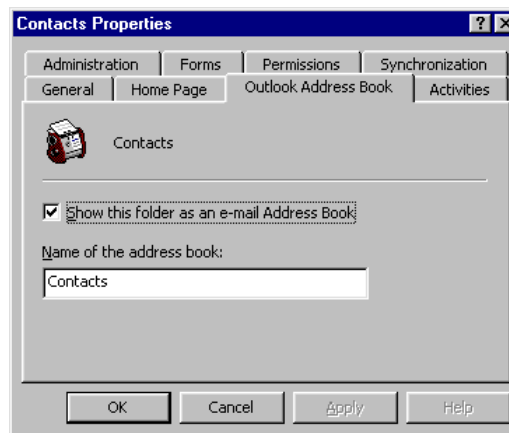 Contacts Properties
Administration Forms Permissions Synchronization
General Home Page Outlook Address Book Activities
Contacts
Show this folder as an e-mail Address Book
Name of the address book:
Contacts
OK Cancel Apply Help